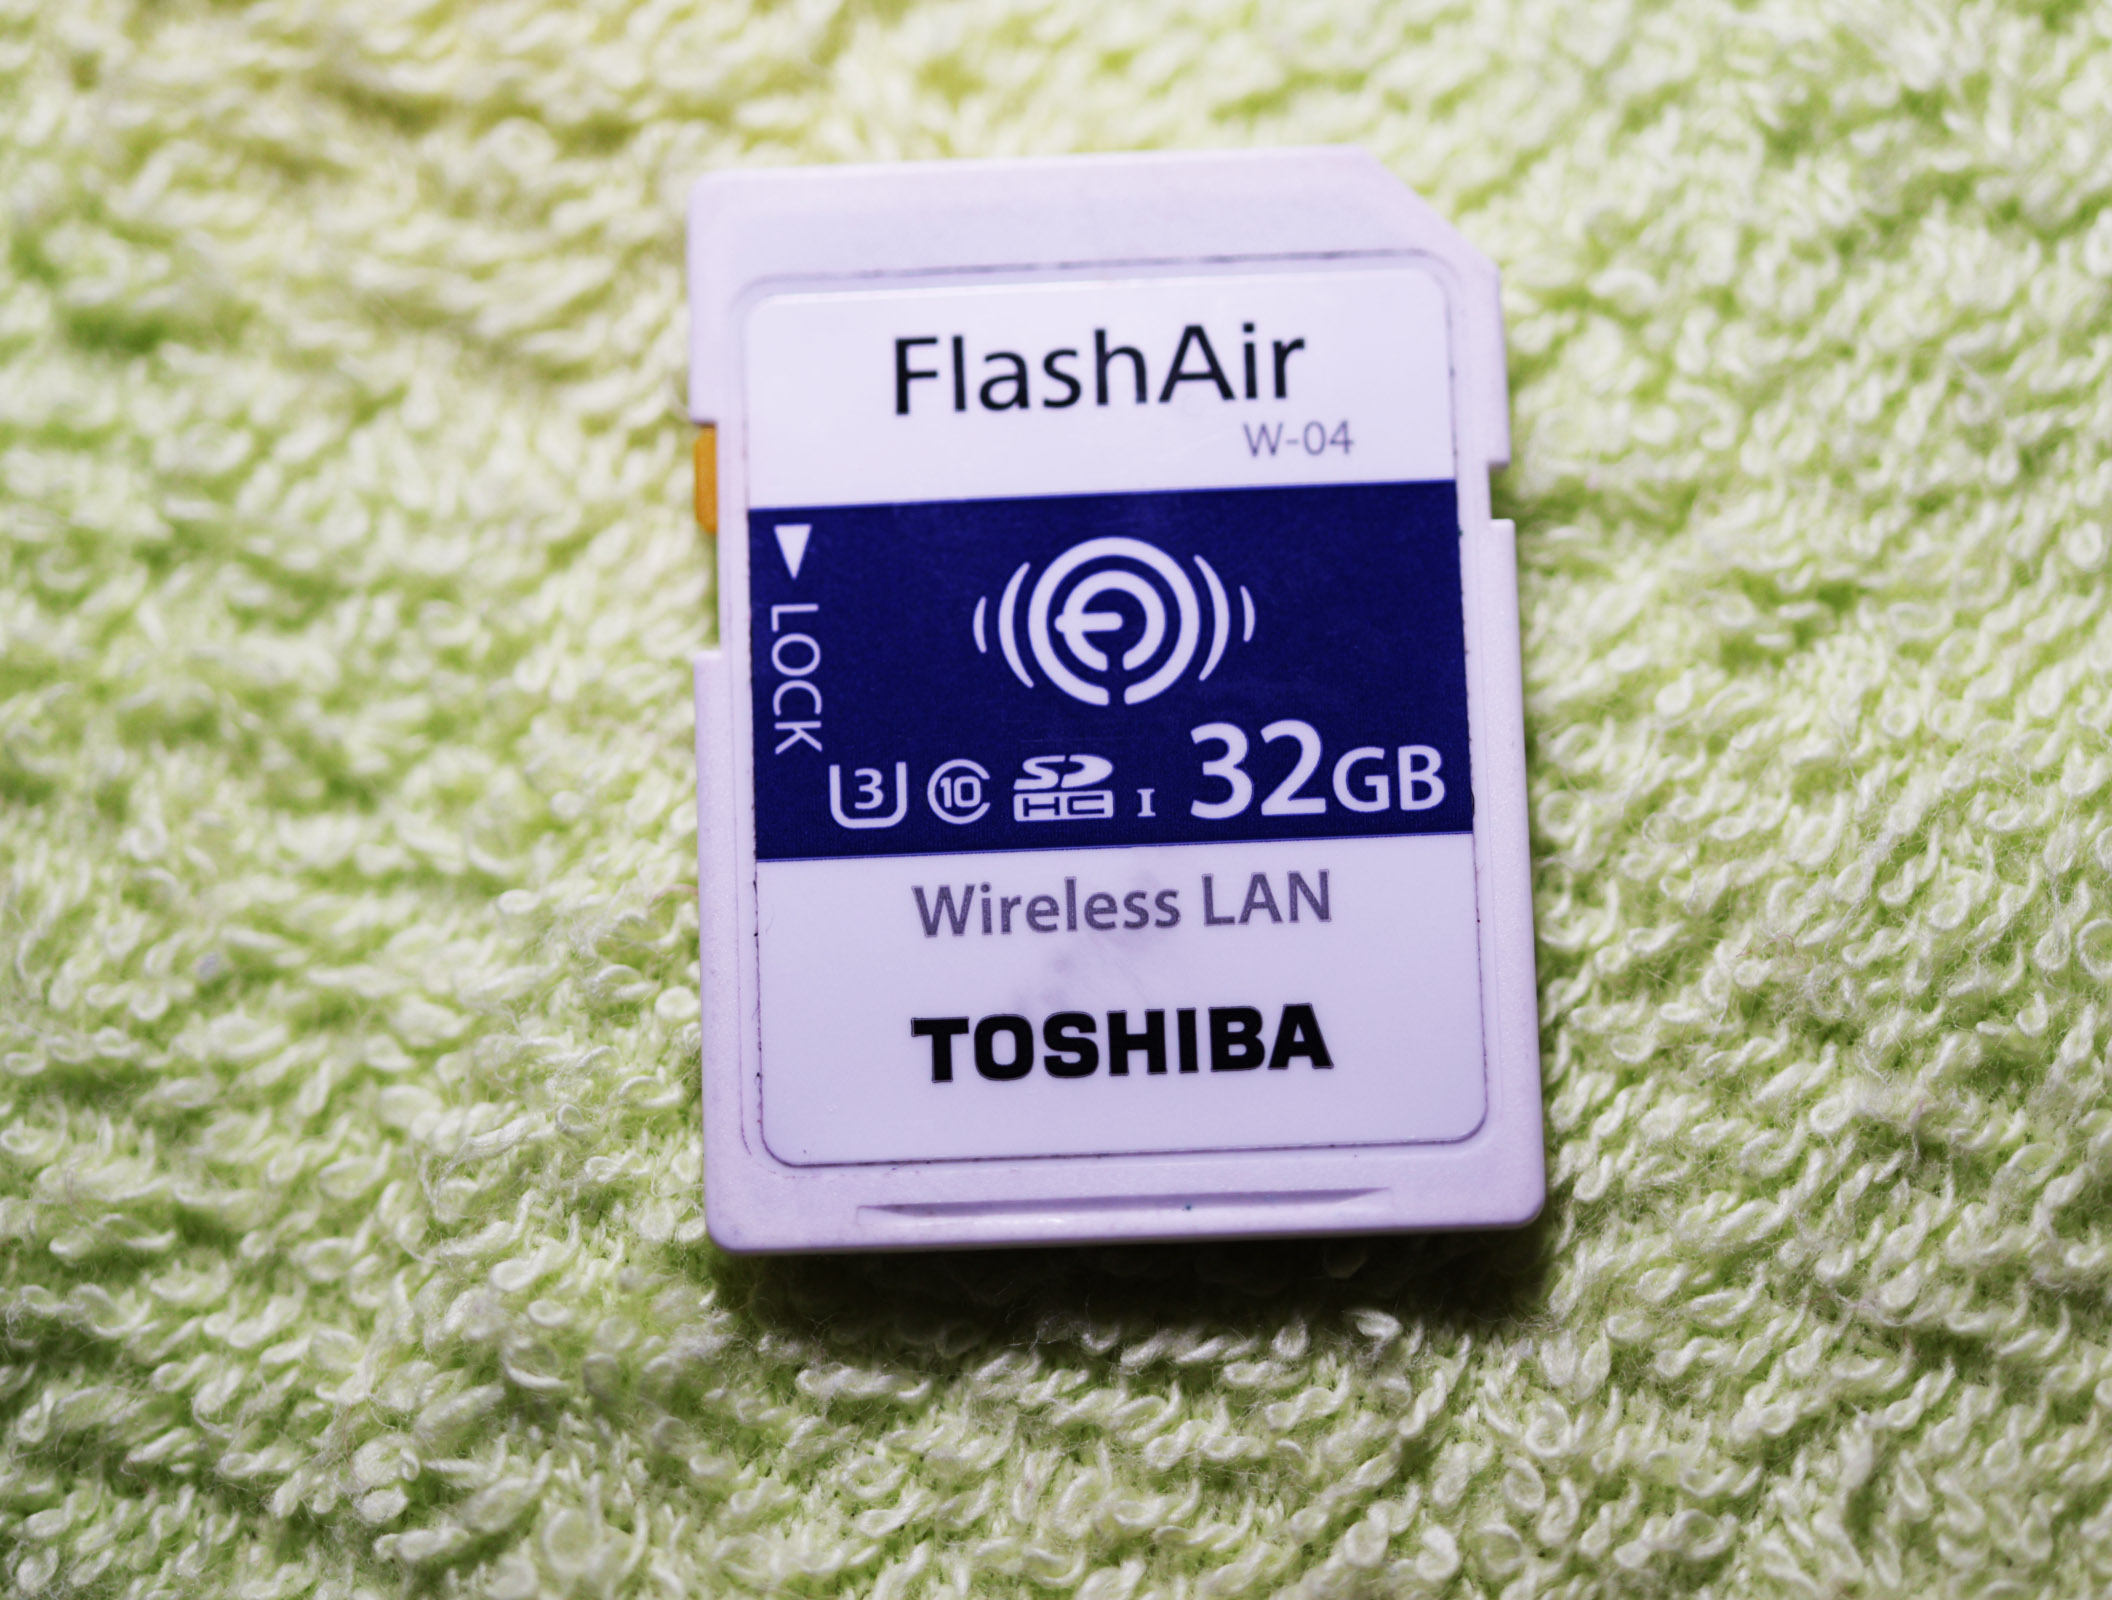 FlashAir
W-04
LOCK
3 10 SD HC I 32GB
Wireless LAN
TOSHIBA